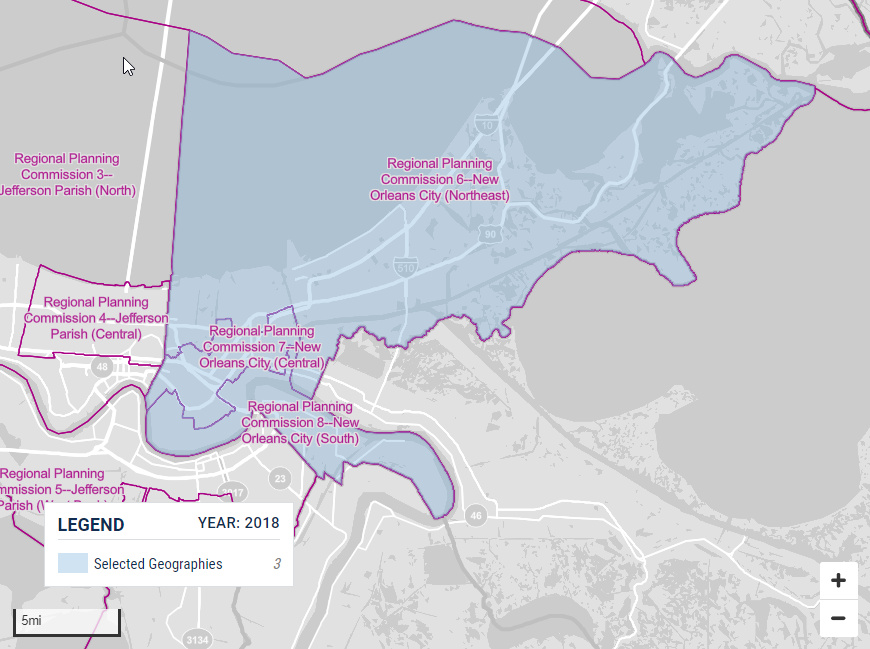 10
Regional Planning
Commission 3--
Jefferson Parish (North)
Regional Planning
Commission 6--New
Orleans City (Northeast)
90
610
Regional Planning
Commission 4--Jefferson
Parish (Central)
Regional Planning
Commission 7--New
Orleans City (Central)
48
Regional Planning
Commission 8--New
Orleans City (South)
Regional Planning
mmission 5--Jefferson
Parish (W
23
46
LEGEND
YEAR: 2018
Selected Geographies
3
5mi
3134
+
−